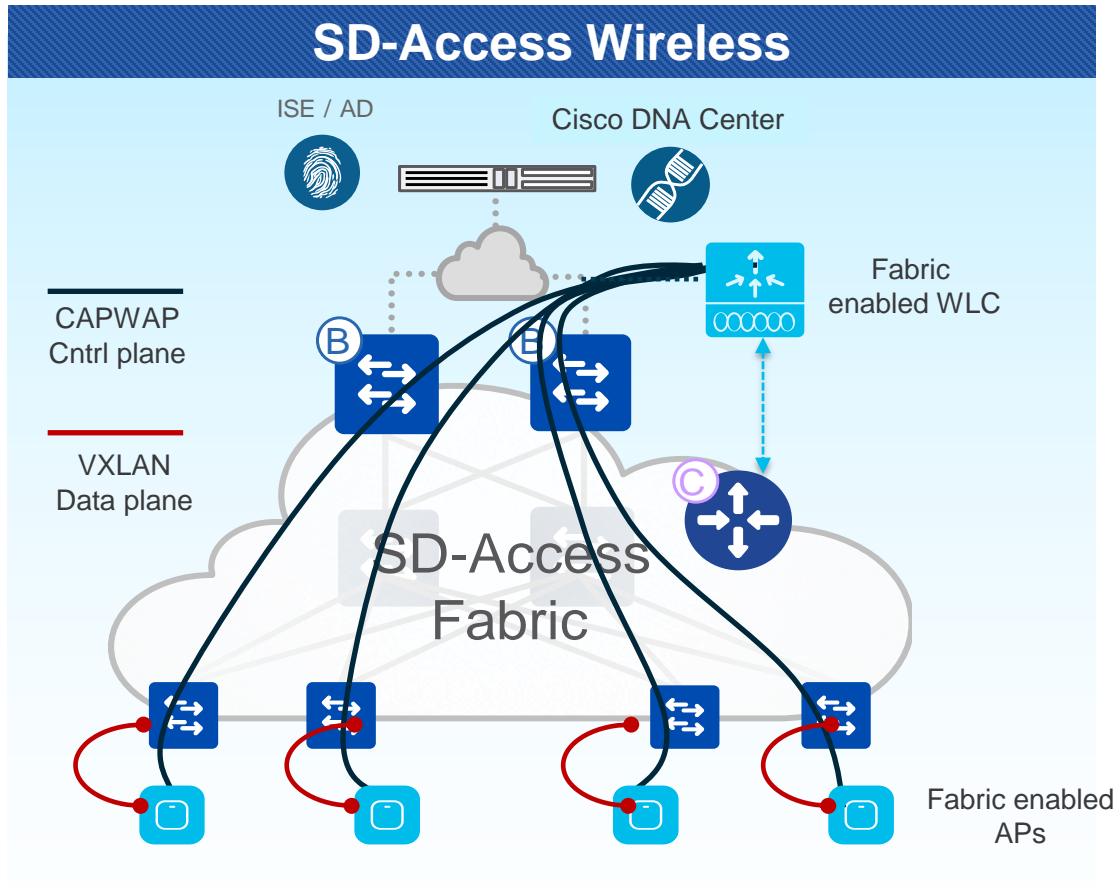 SD-Access Wireless
ISE / AD
Cisco DNA Center
Fabric
enabled WLC
CAPWAP
Cntrl plane
B
B
VXLAN
Data plane
C
SD-Access
Fabric
Fabric enabled
APs